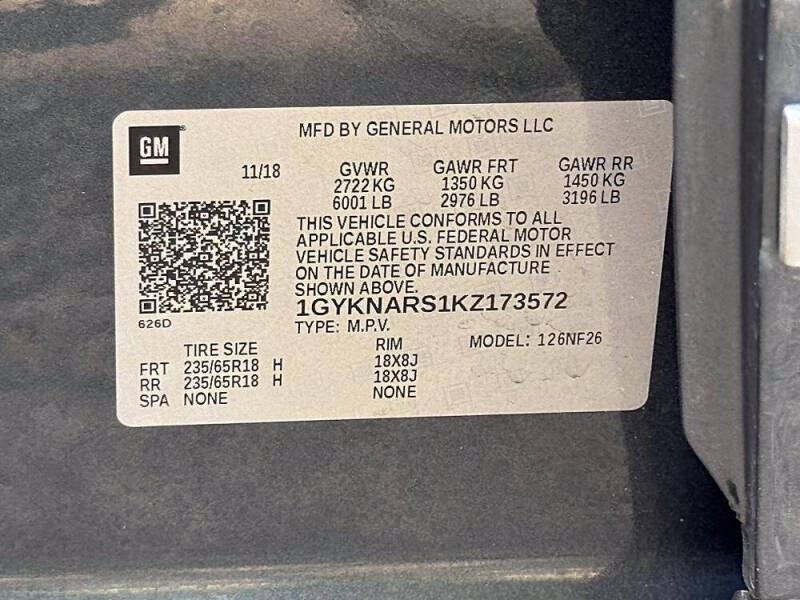 GM
MFD BY GENERAL MOTORS LLC
11/18 GVWR GAWR FRT GAWR RR
2722 KG 1350 KG 1450 KG
6001 LB 2976 LB 3196 LB
THIS VEHICLE CONFORMS TO ALL
APPLICABLE U.S. FEDERAL MOTOR
VEHICLE SAFETY STANDARDS IN EFFECT
ON THE DATE OF MANUFACTURE
SHOWN ABOVE.
1GYKNARS1KZ173572
626D
TYPE: M.P.V.
TIRE SIZE RIM MODEL: 126NF26
FRT 235/65R18 H 18X8J
RR 235/65R18 H 18X8J
SPA NONE NONE